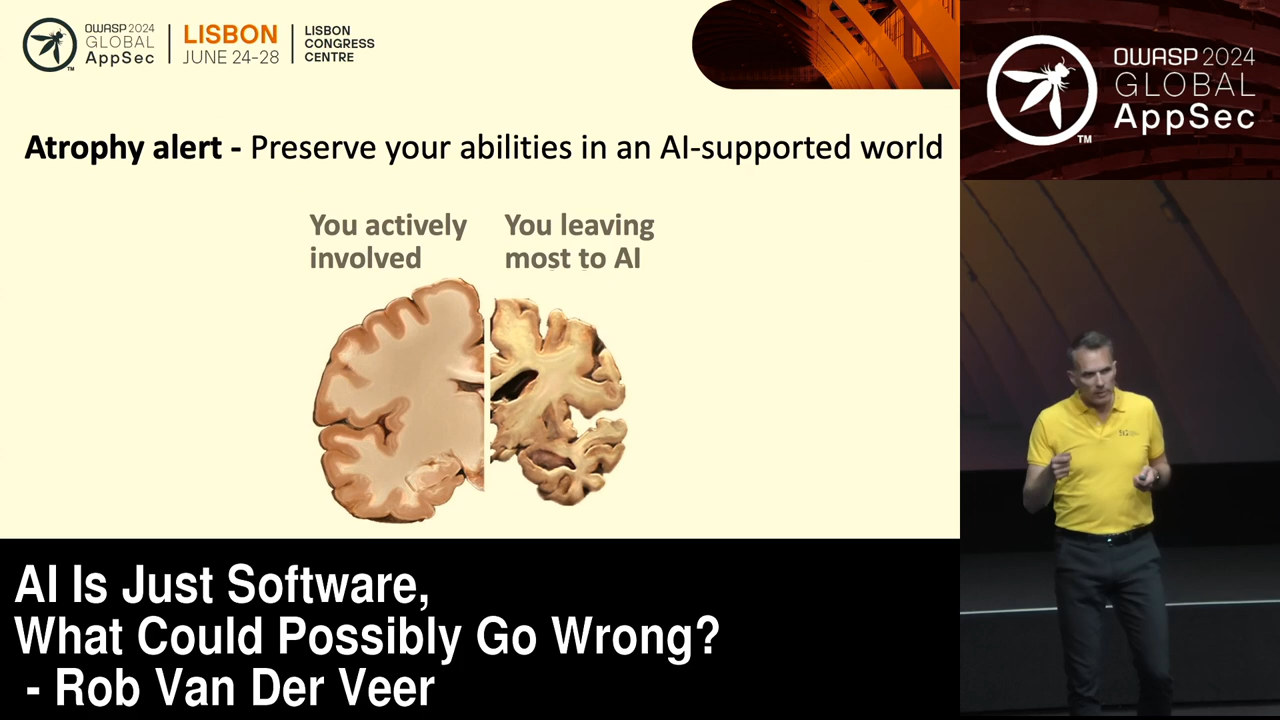 OWASP 2024
GLOBAL
AppSec
TM
LISBON
JUNE 24-28
LISBON
CONGRESS
CENTRE
OWASP 2024
GLOBAL
AppSec
TM
Atrophy alert - Preserve your abilities in an AI-supported world
You actively
involved
You leaving
most to AI
AI Is Just Software,
What Could Possibly Go Wrong?
- Rob Van Der Veer